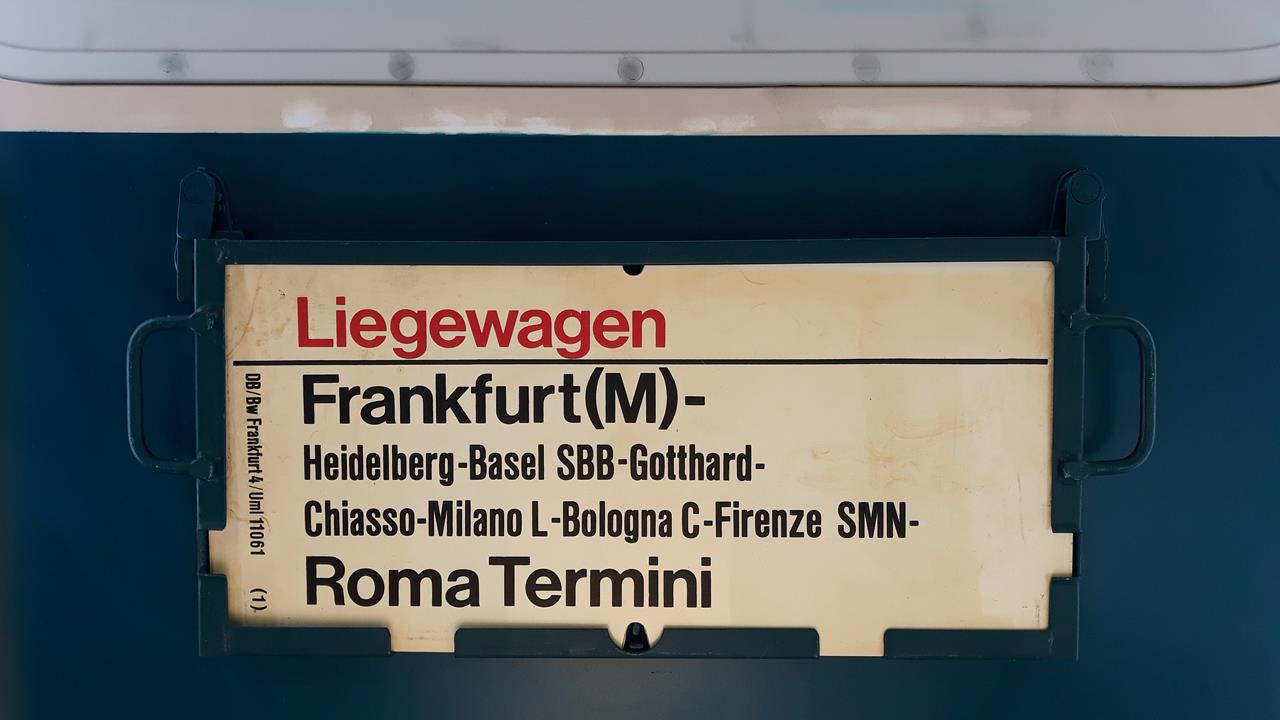 Liegewagen
Frankfurt(M)-
Heidelberg-Basel SBB-Gotthard-
Chiasso-Milano L-Bologna C-Firenze SMN-
Roma Termini
DB/Bw Frankfurt 4/Uml 11061 (1)